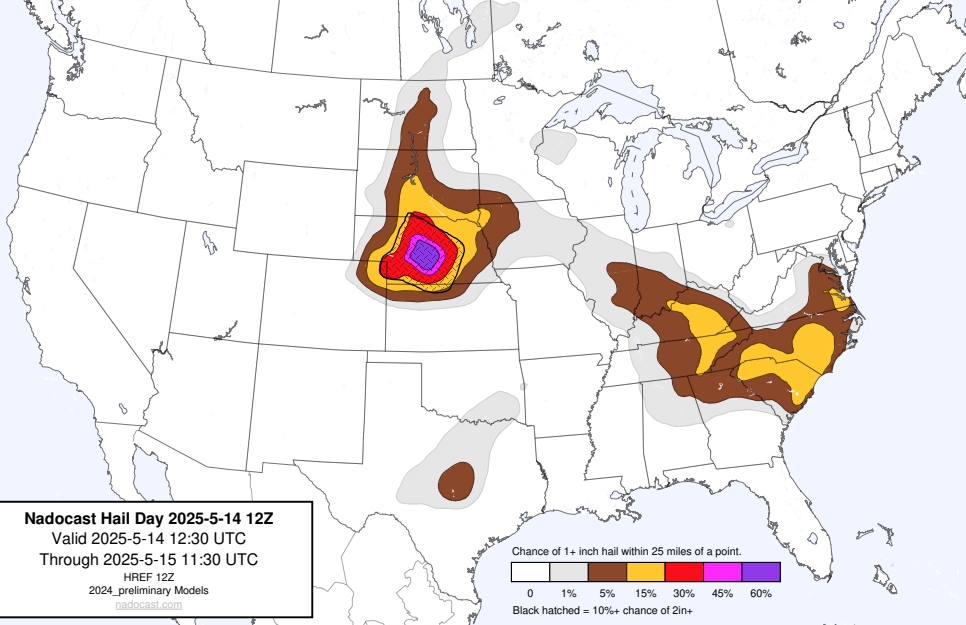 Nadocast Hail Day 2025-5-14 12Z
Valid 2025-5-14 12:30 UTC
Through 2025-5-15 11:30 UTC
HREF 12Z
2024_preliminary Models
nadocast.com
Chance of 1+ inch hail within 25 miles of a point.
0 1% 5% 15% 30% 45% 60%
Black hatched = 10%+ chance of 2in+